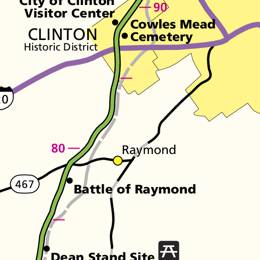 City of Clinton
Visitor Center
90
Cowles Mead
Cemetery
CLINTON
Historic District
80
Raymond
467
Battle of Raymond
Dean Stand Site